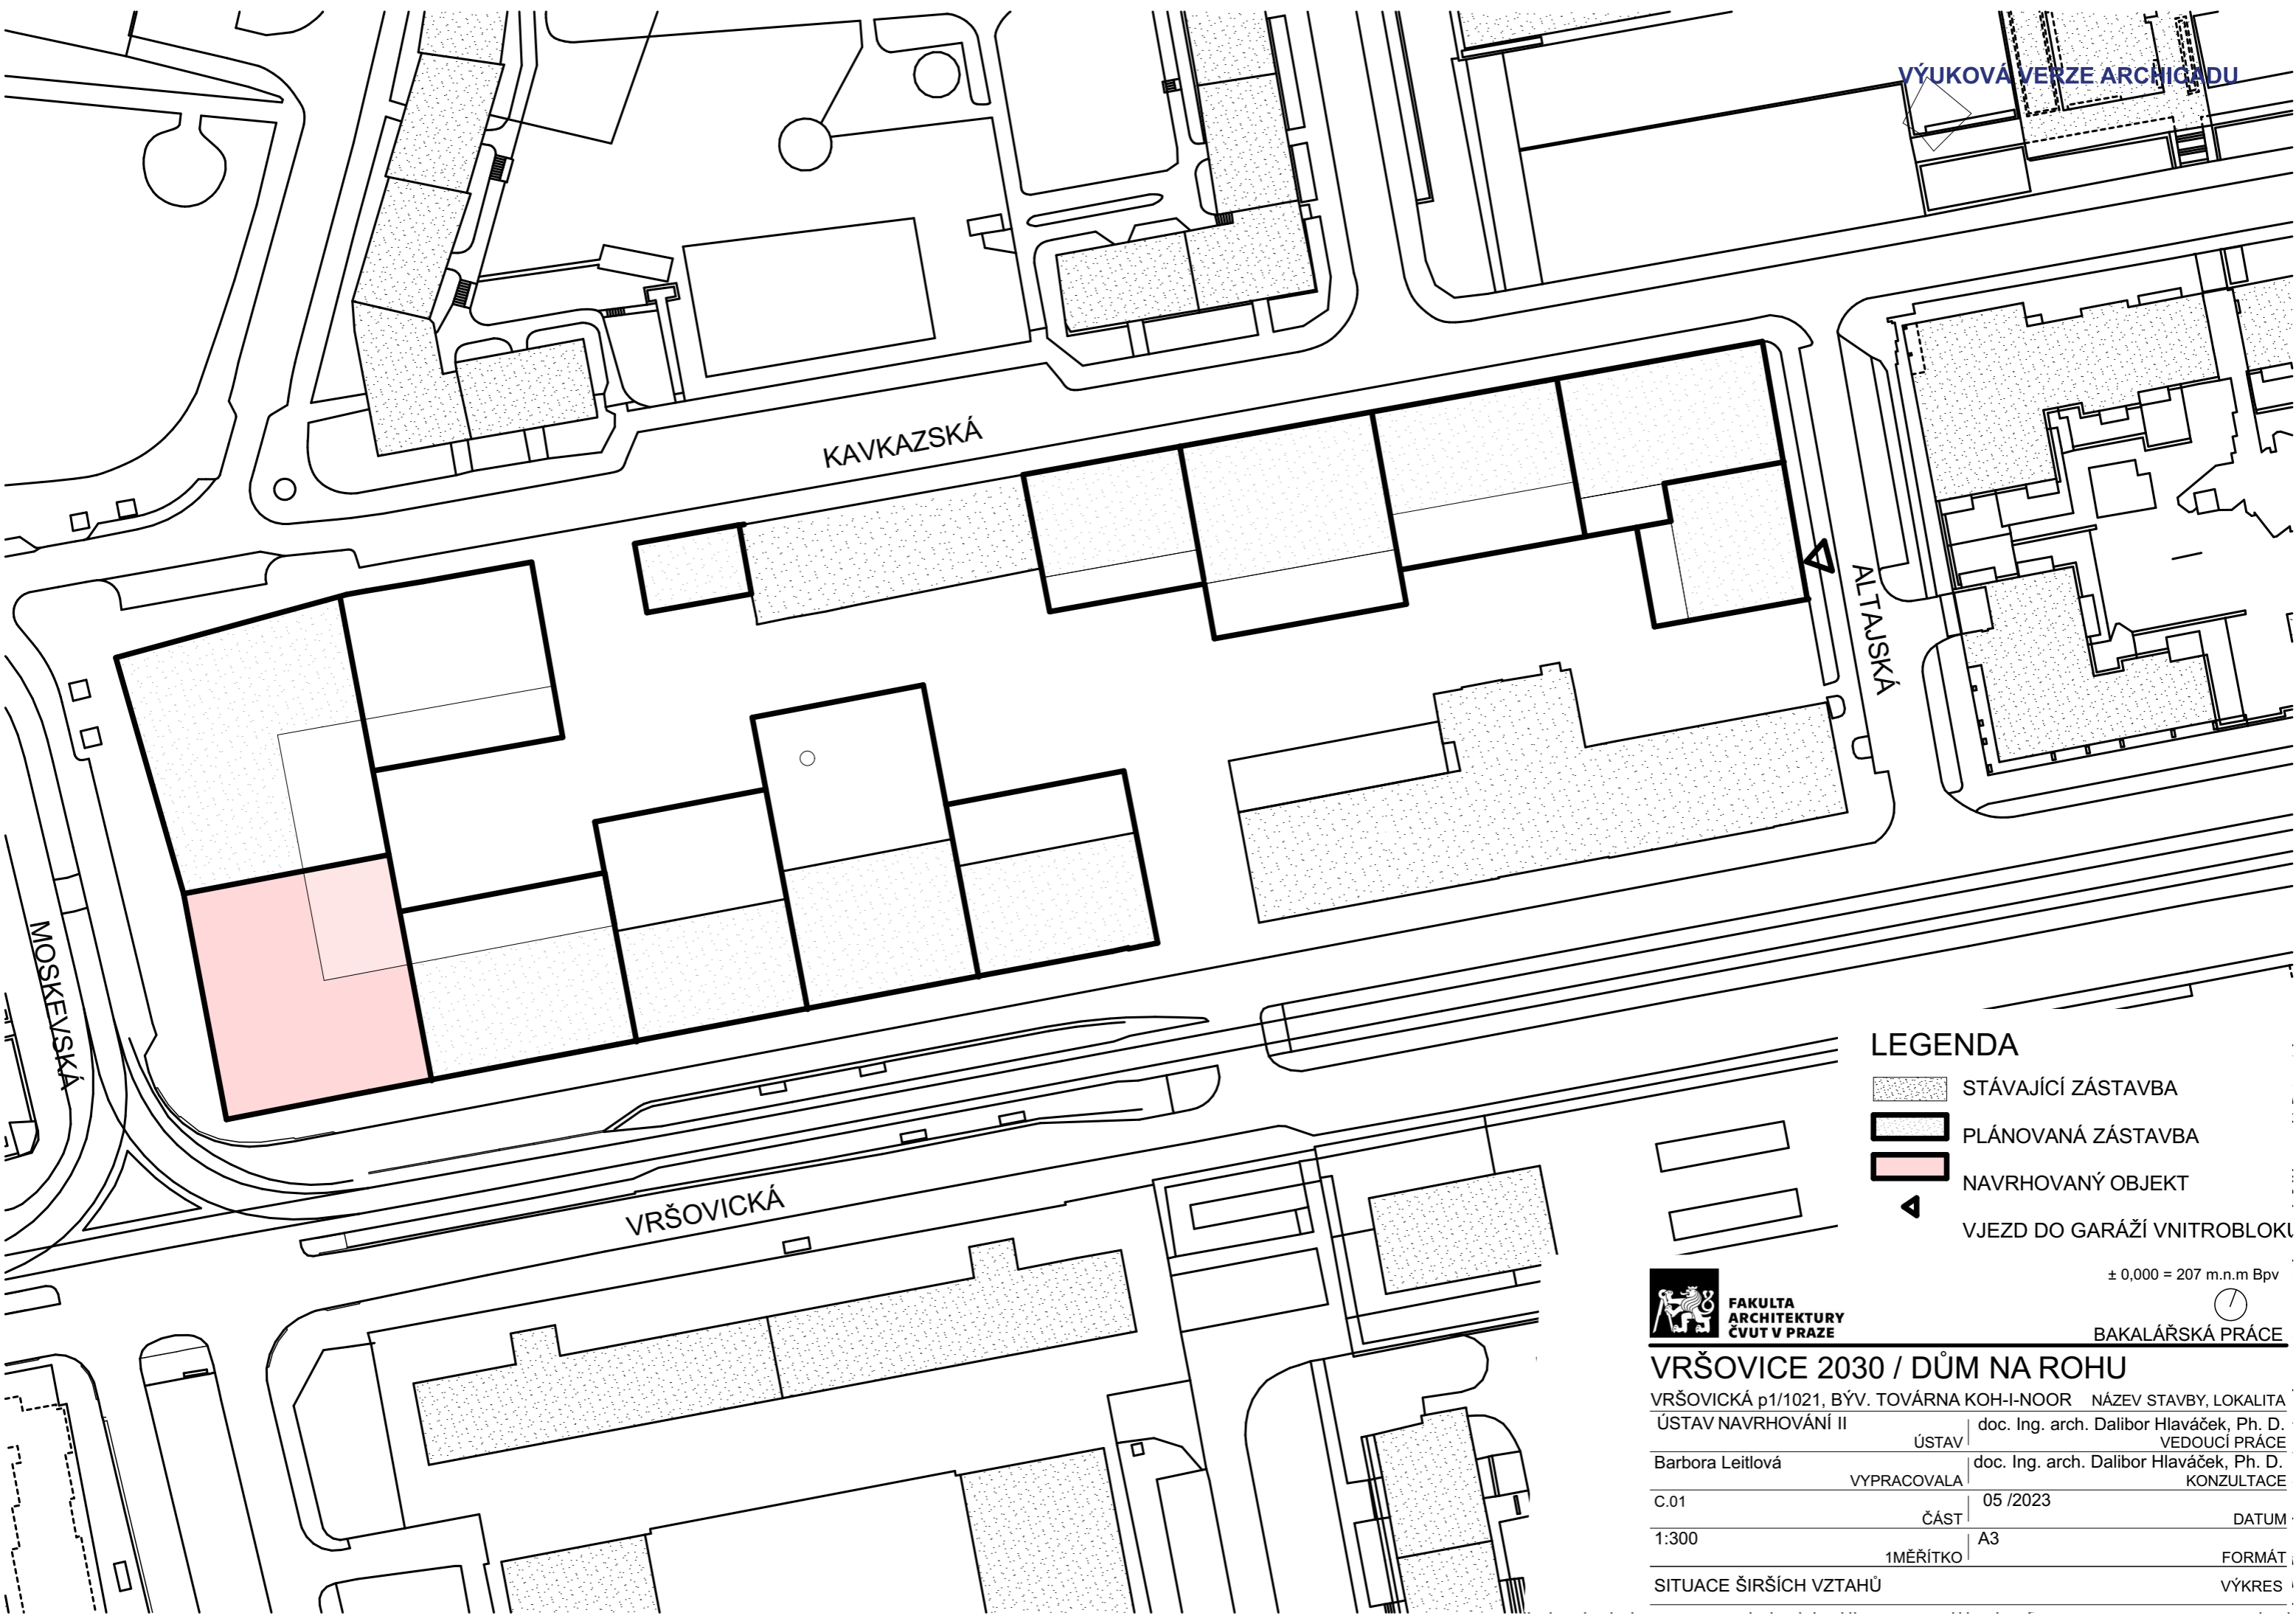 VÝUKOVÁ VERZE ARCHICADU
KAVKAZSKÁ
ALTAJSKÁ
MOSKEVSKÁ
VRŠOVICKÁ
LEGENDA
STÁVAJÍCÍ ZÁSTAVBA
PLÁNOVANÁ ZÁSTAVBA
NAVRHOVANÝ OBJEKT
VJEZD DO GARÁŽÍ VNITROBLOKU
± 0,000 = 207 m.n.m Bpv
FAKULTA
ARCHITEKTURY
ČVUT V PRAZE
BAKALÁŘSKÁ PRÁCE
VRŠOVICE 2030 / DŮM NA ROHU
VRŠOVICKÁ p1/1021, BÝV. TOVÁRNA KOH-I-NOOR NÁZEV STAVBY, LOKALITA
ÚSTAV NAVRHOVÁNÍ II doc. Ing. arch. Dalibor Hlaváček, Ph. D.
ÚSTAV VEDOUCÍ PRÁCE
Barbora Leitlová doc. Ing. arch. Dalibor Hlaváček, Ph. D.
VYPRACOVALA KONZULTACE
C.01 05 /2023
ČÁST DATUM
1:300 A3
1MĚŘÍTKO FORMÁT
SITUACE ŠIRŠÍCH VZTAHŮ VÝKRES